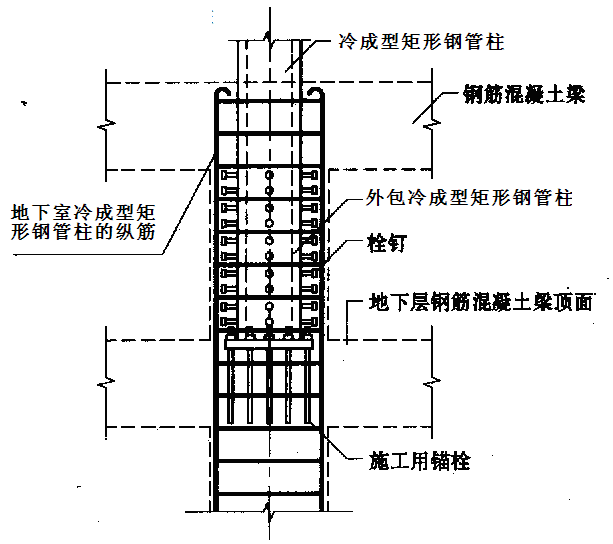 冷成型矩形钢管柱
钢筋混凝土梁
外包冷成型矩形钢管柱
地下室冷成型矩
形钢管柱的纵筋
栓钉
地下层钢筋混凝土梁顶面
施工用锚栓